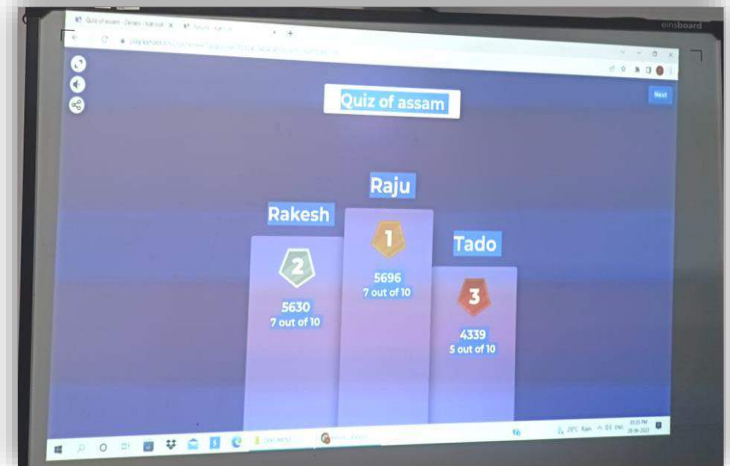 einsboard
Quiz of assam
Next
Raju
Rakesh
Tado
1
2
3
5696
7 out of 10
5630
7 out of 10
4339
5 out of 10